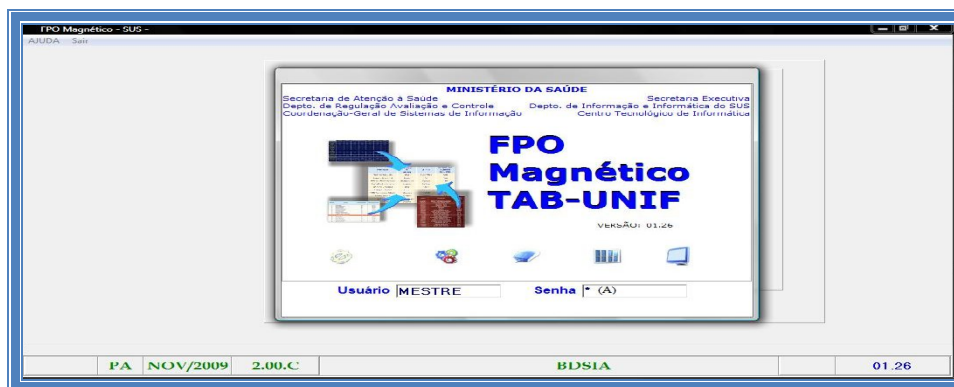 FPO Magnético - SUS -
AJUDA Sair
MINISTÉRIO DA SAÚDE
Secretaria de Atenção à Saúde Secretaria Executiva
Depto. de Regulação Avaliação e Controle Depto. de Informação e Informática do SUS
Coordenação-Geral de Sistemas de Informação Centro Tecnológico de Informática
FPO
Magnético
TAB-UNIF
VERSÃO: 01.26
Usuário MESTRE Senha * (A)
PA NOV/2009 2.00.C BDSIA 01.26